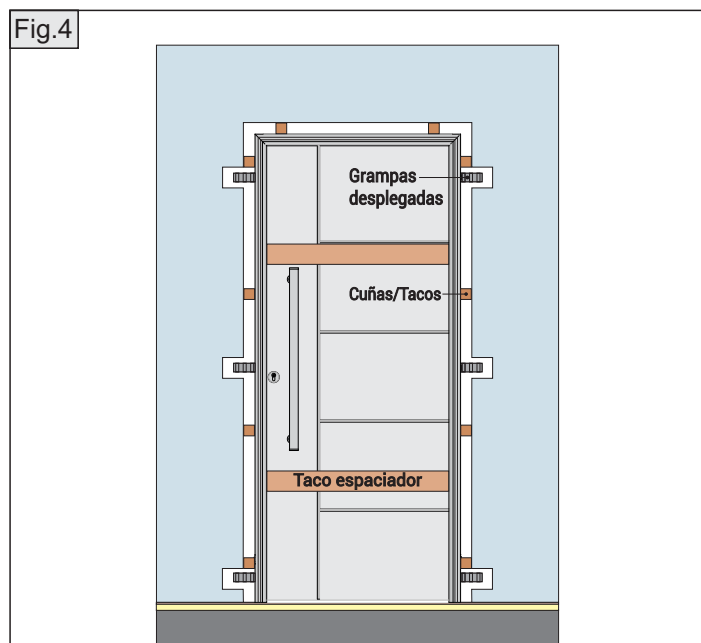 Fig.4
Grampas
desplegadas
Cuñas/Tacos
Taco espaciador